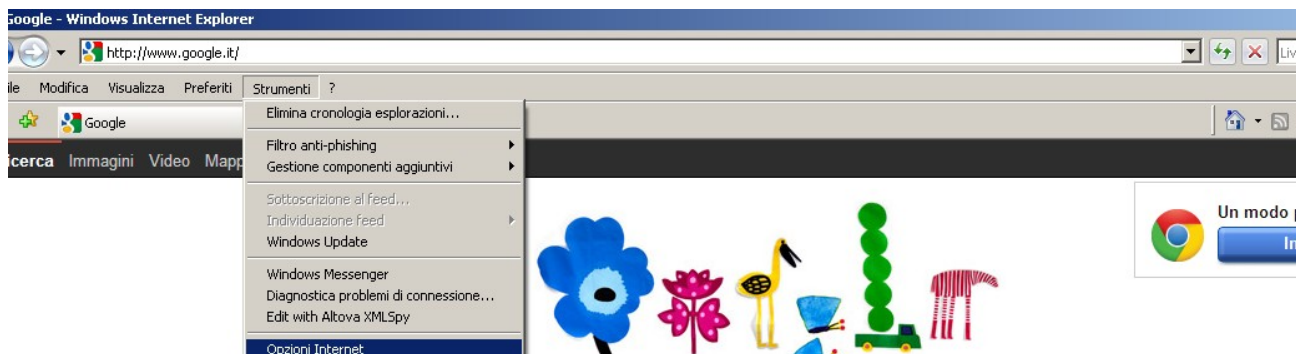 Google - Windows Internet Explorer
http://www.google.it/
Modifica Visualizza Preferiti Strumenti ?
Google
Elimina cronologia esplorazioni...
Filtro anti-phishing
Gestione componenti aggiuntivi
Immagini Video
Sottoscrizione al feed...
Individuazione feed
Windows Update
Un modo
Windows Messenger
Diagnostica problemi di connessione...
Edit with Altova XMLSpy
Opzioni Internet